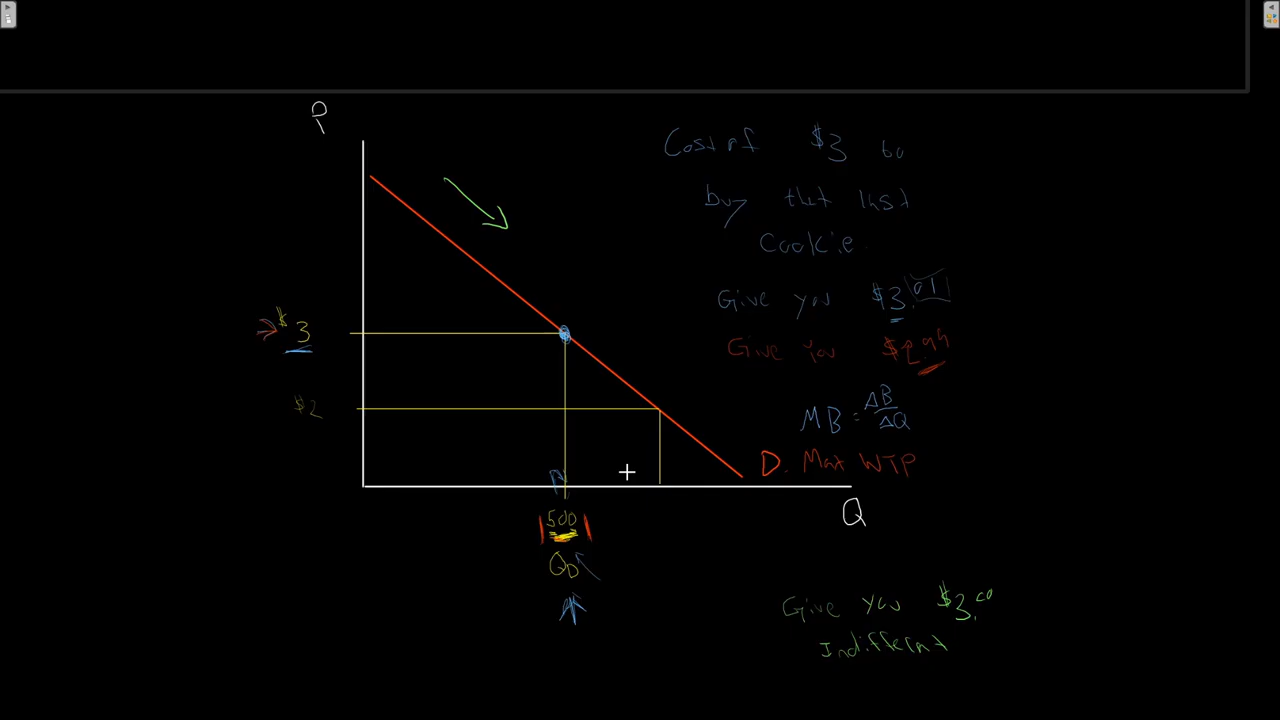 P
Cost of $3 to
buy that last
Cookie.
Give you $3.01
$3
Give you $2.99
$2
MB = ΔB/ΔQ
D. Max WTP
Q
500
QD
Give you $3.00
Indifferent